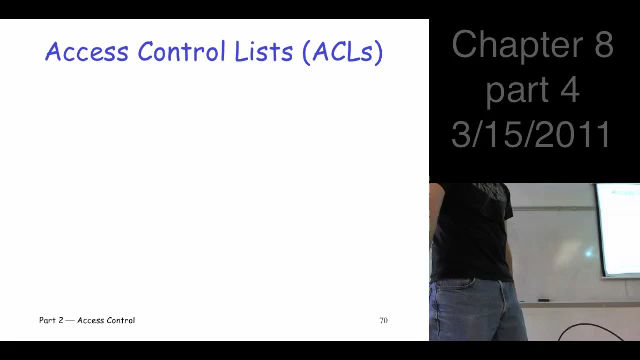 Access Control Lists (ACLs)
Chapter 8
part 4
3/15/2011
Part 2 — Access Control
70